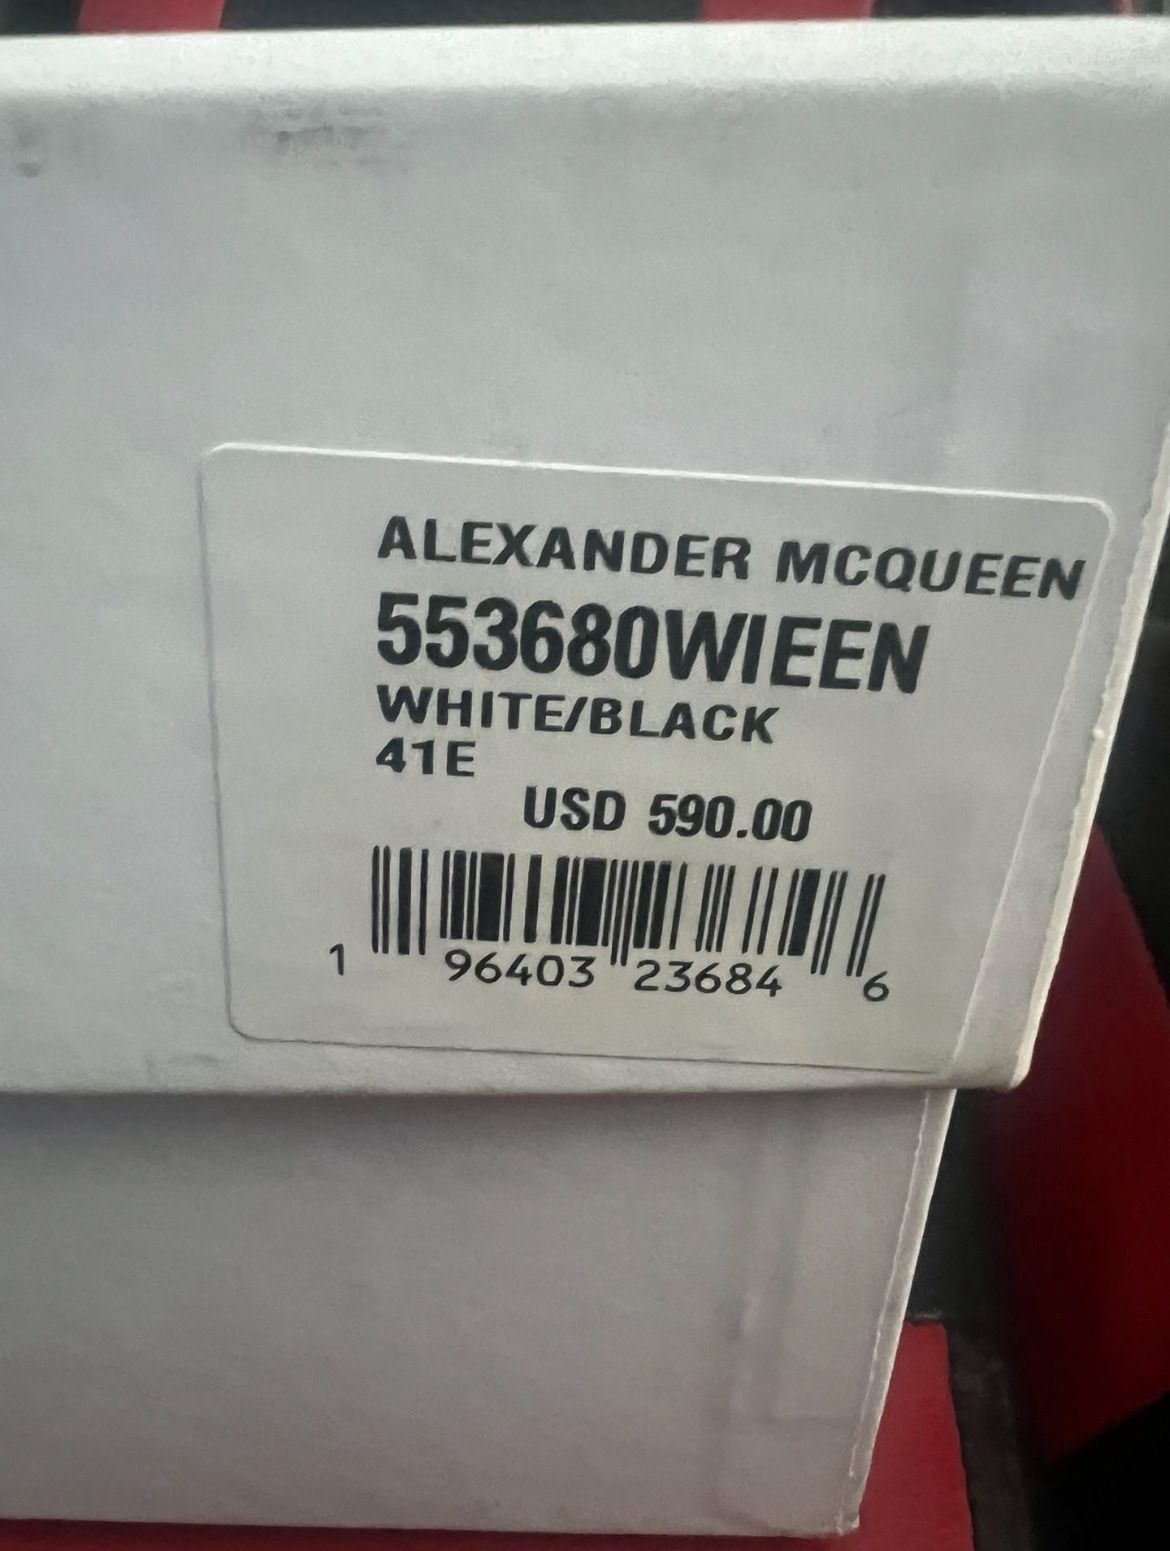 ALEXANDER MCQUEEN
553680WIEEN
WHITE/BLACK
41E
USD 590.00
1 96403 23684 6